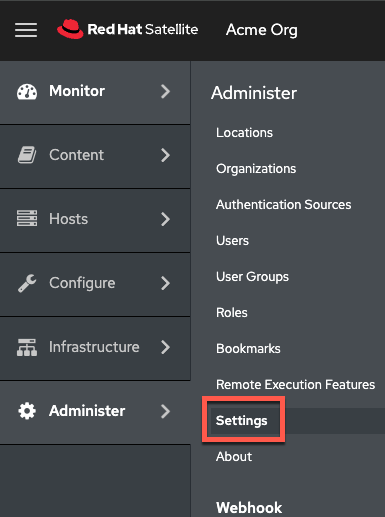 Red Hat Satellite
Acme Org
Monitor
Content
Hosts
Configure
Infrastructure
Administer
Administer
Locations
Organizations
Authentication Sources
Users
User Groups
Roles
Bookmarks
Remote Execution Features
Settings
About
Webhook